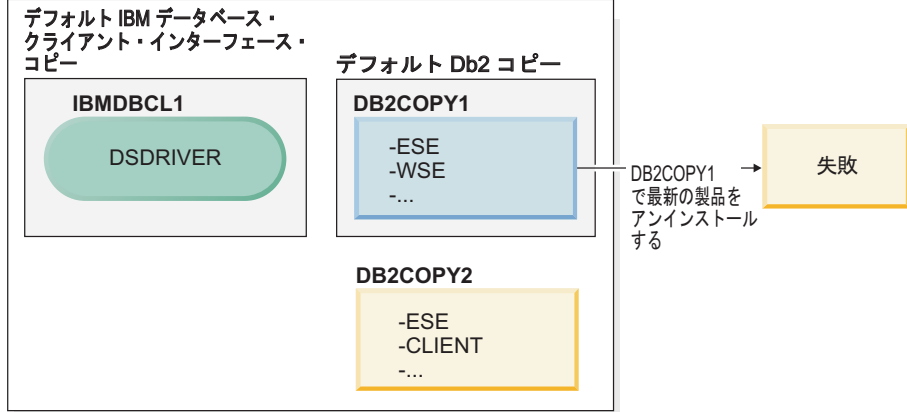 デフォルト IBM データベース・
クライアント・インターフェース・
コピー
IBMDBCL1
DSDRIVER
デフォルト Db2 コピー
DB2COPY1
-ESE
-WSE
-...
DB2COPY1
で最新の製品を
アンインストール
する
失敗
DB2COPY2
-ESE
-CLIENT
-...